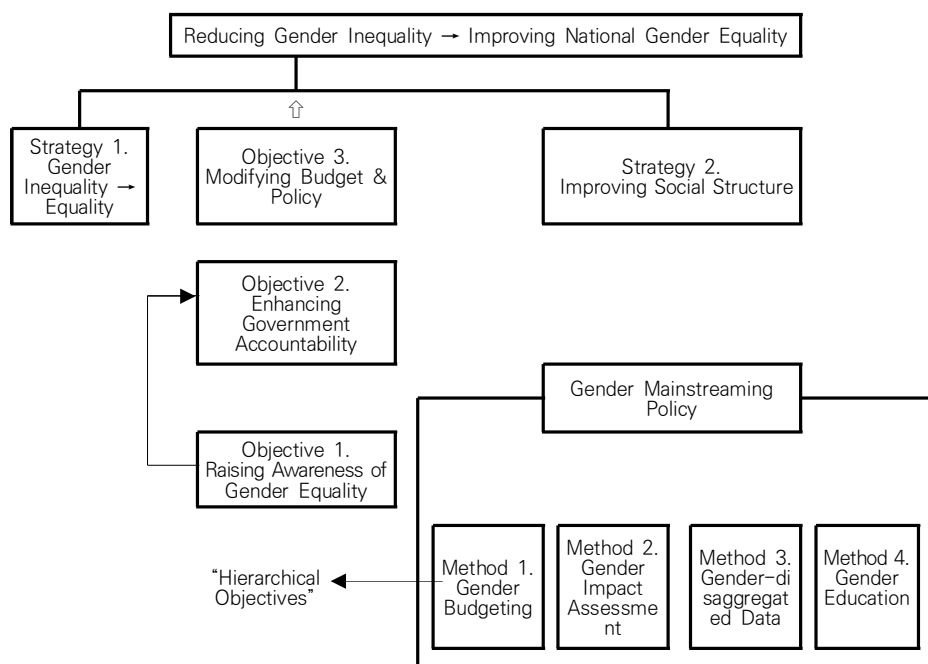 Reducing Gender Inequality → Improving National Gender Equality
Strategy 1.
Gender
Inequality →
Equality
Objective 3.
Modifying Budget &
Policy
Strategy 2.
Improving Social Structure
Objective 2.
Enhancing
Government
Accountability
Gender Mainstreaming
Policy
Objective 1.
Raising Awareness of
Gender Equality
"Hierarchical
Objectives"
Method 1.
Gender
Budgeting
Method 2.
Gender
Impact
Assessme
nt
Method 3.
Gender-di
saggregat
ed Data
Method 4.
Gender
Education